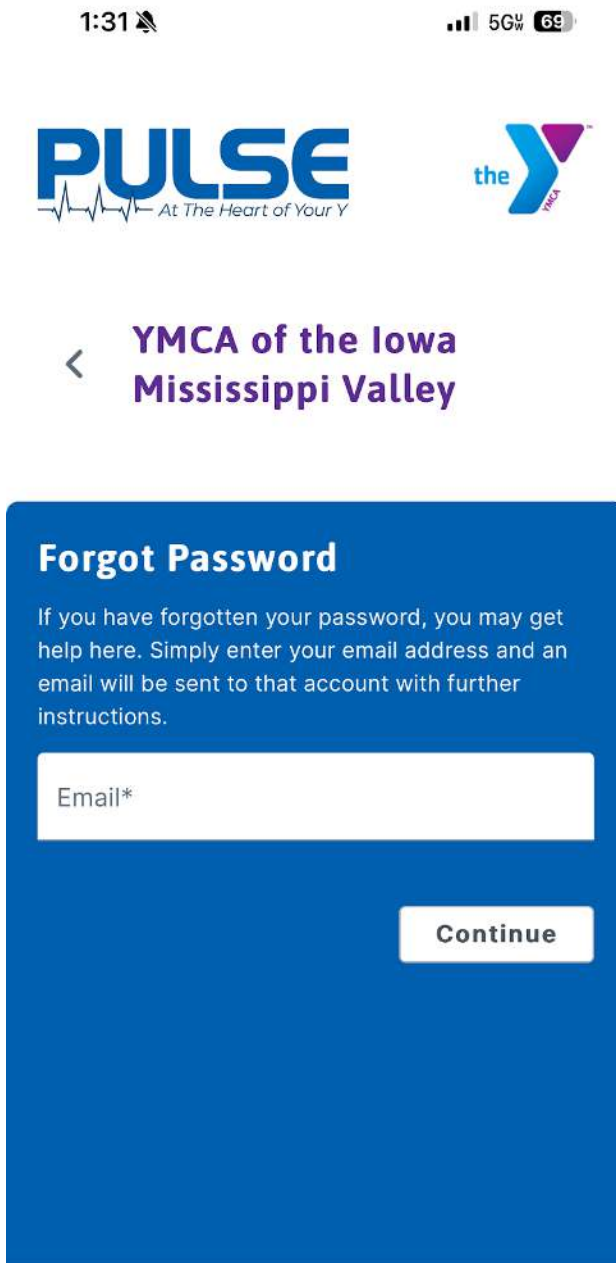 1:31
5G UW 69
PULSE
At The Heart of Your Y
the
YMCA
TM
YMCA of the Iowa
Mississippi Valley
Forgot Password
If you have forgotten your password, you may get
help here. Simply enter your email address and an
email will be sent to that account with further
instructions.
Email*
Continue